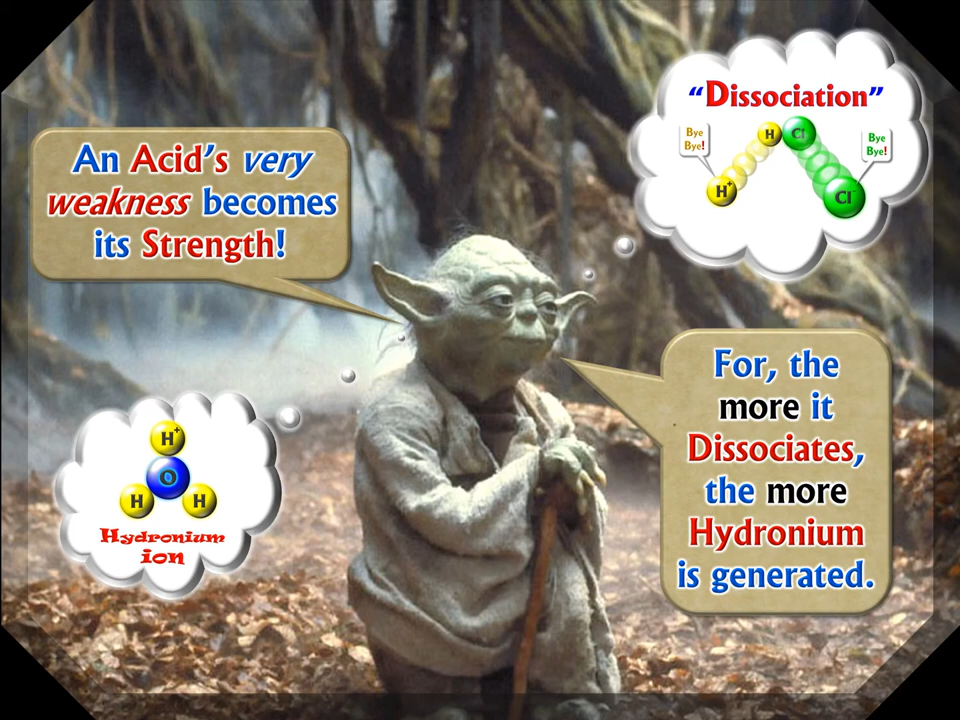 An Acid's very
weakness becomes
its Strength!
"Dissociation"
Bye
Bye!
H
Cl
Bye
Bye!
H+
Cl
For, the
more it
Dissociates,
the more
Hydronium
is generated.
H+
O
H
H
Hydronium
ion